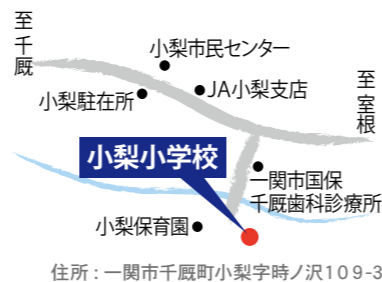 至千厩
小梨市民センター
JA小梨支店
小梨駐在所
至室根
小梨小学校
一関市国保
千厩歯科診療所
小梨保育園
住所：一関市千厩町小梨字時ノ沢109-3